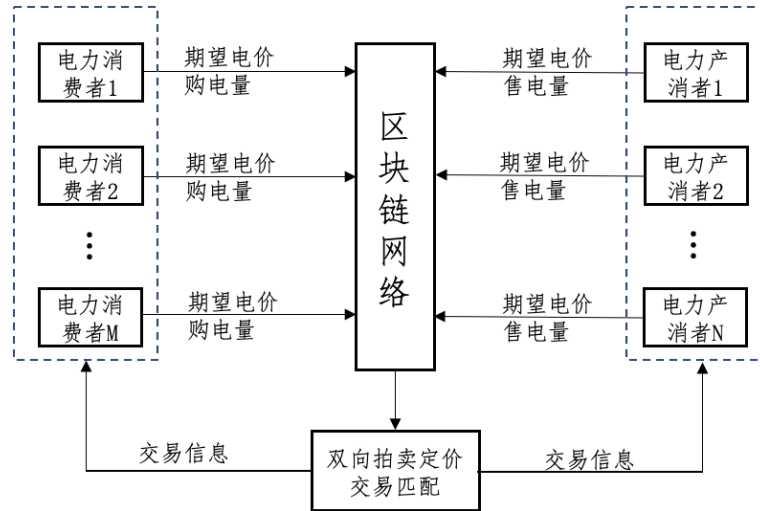 电力消
费者1
期望电价
购电量
期望电价
售电量
电力产
消者1
电力消
费者2
期望电价
购电量
期望电价
售电量
电力产
消者2
区块链网络
电力消
费者M
期望电价
购电量
期望电价
售电量
电力产
消者N
交易信息
双向拍卖定价
交易匹配
交易信息